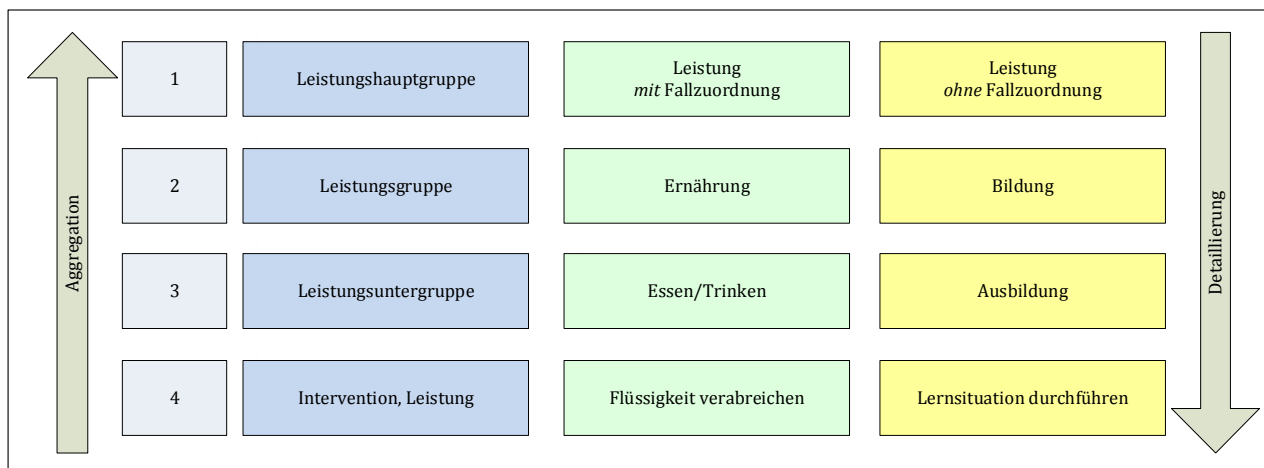 Aggregation
1
Leistungshauptgruppe
Leistung
mit Fallzuordnung
Leistung
ohne Fallzuordnung
2
Leistungsgruppe
Ernährung
Bildung
3
Leistungsuntergruppe
Essen/Trinken
Ausbildung
4
Intervention, Leistung
Flüssigkeit verabreichen
Lernsituation durchführen
Detaillierung